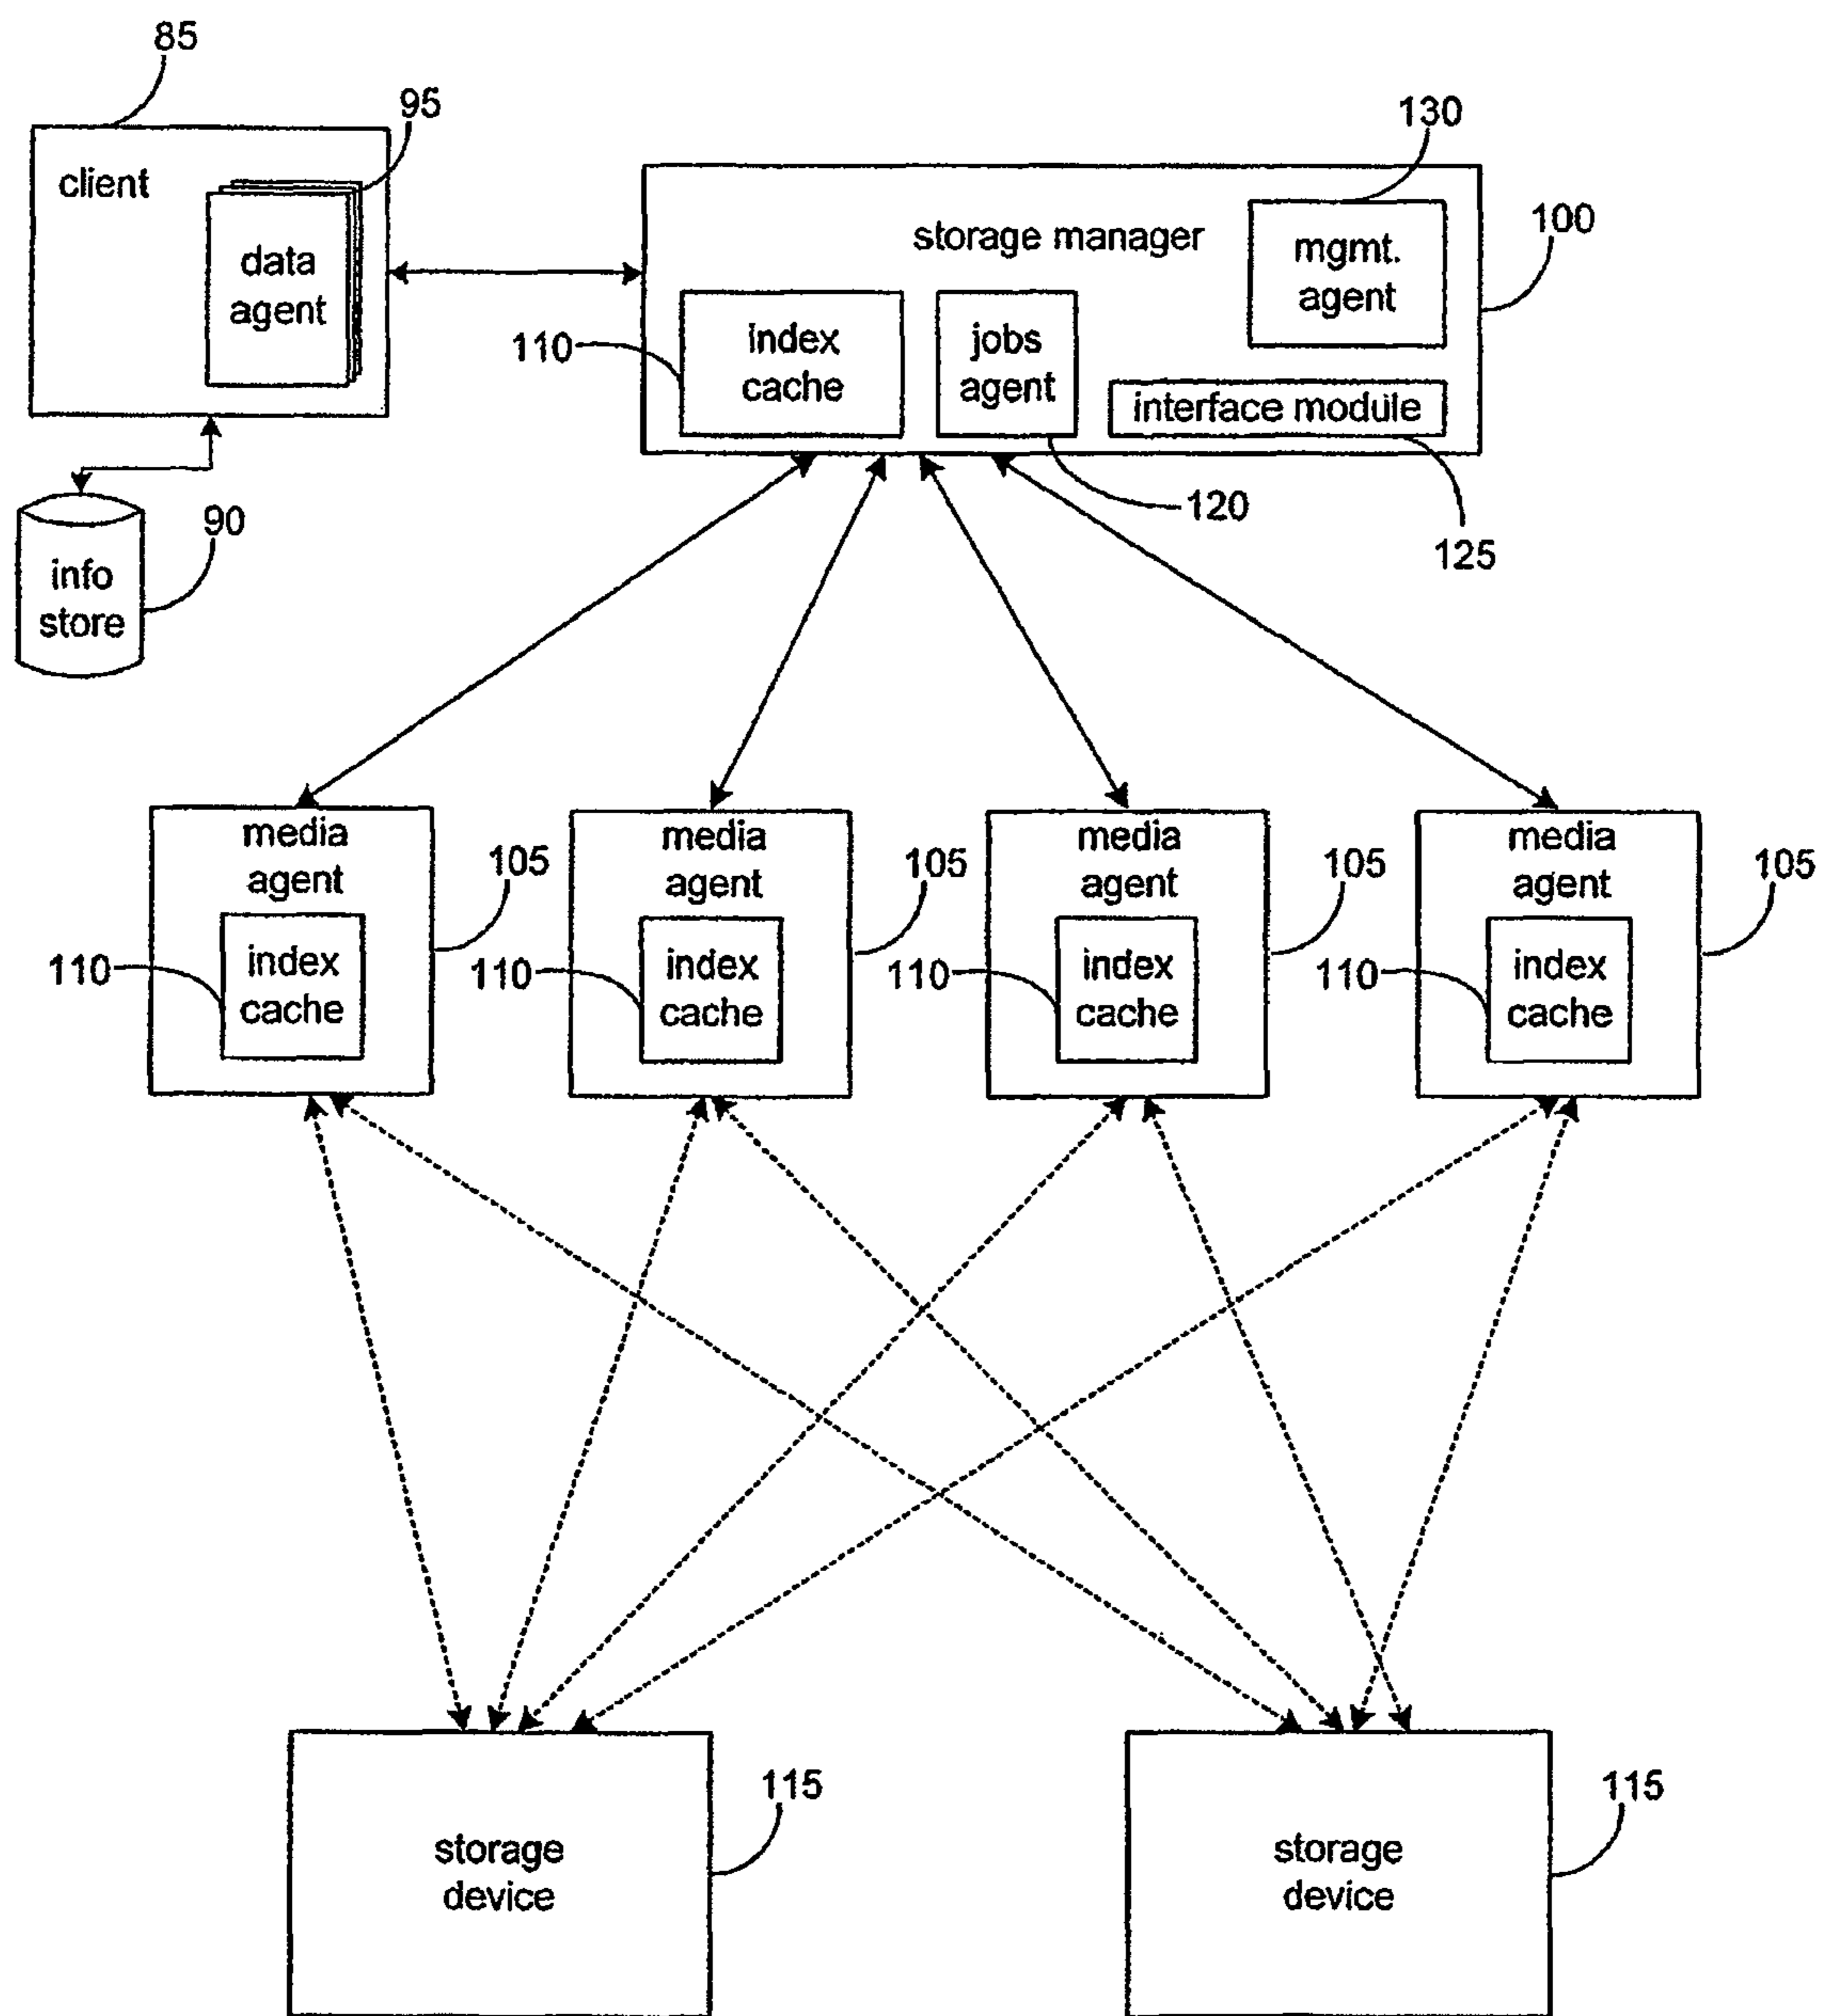 85
95
client
data
agent
130
100
storage manager
mgmt.
agent
110
index
cache
jobs
agent
interface module
120
125
90
info
store
media
agent
105
110
index
cache
media
agent
105
110
index
cache
media
agent
105
110
index
cache
media
agent
105
110
index
cache
storage
device
115
storage
device
115